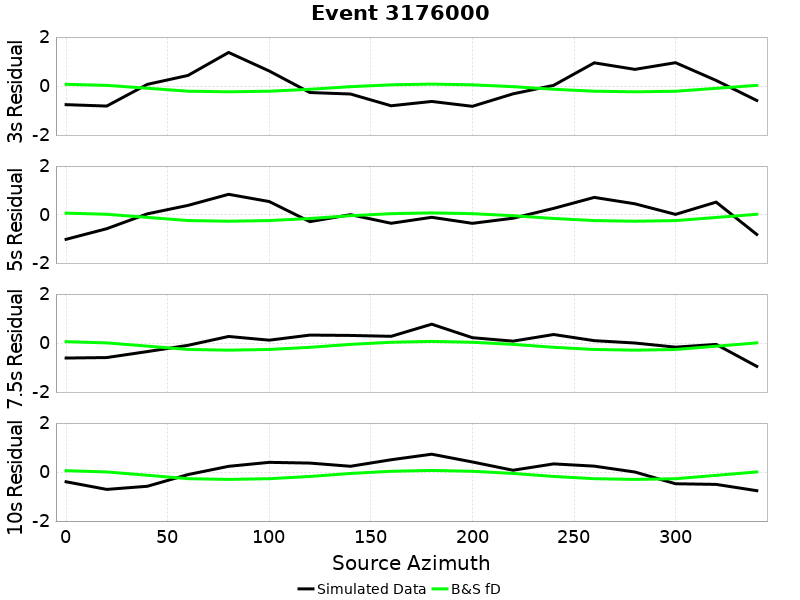 Event 3176000
3s Residual
2
0
-2
5s Residual
2
0
-2
7.5s Residual
2
0
-2
10s Residual
2
0
-2
0 50 100 150 200 250 300
Source Azimuth
Simulated Data B&S fD